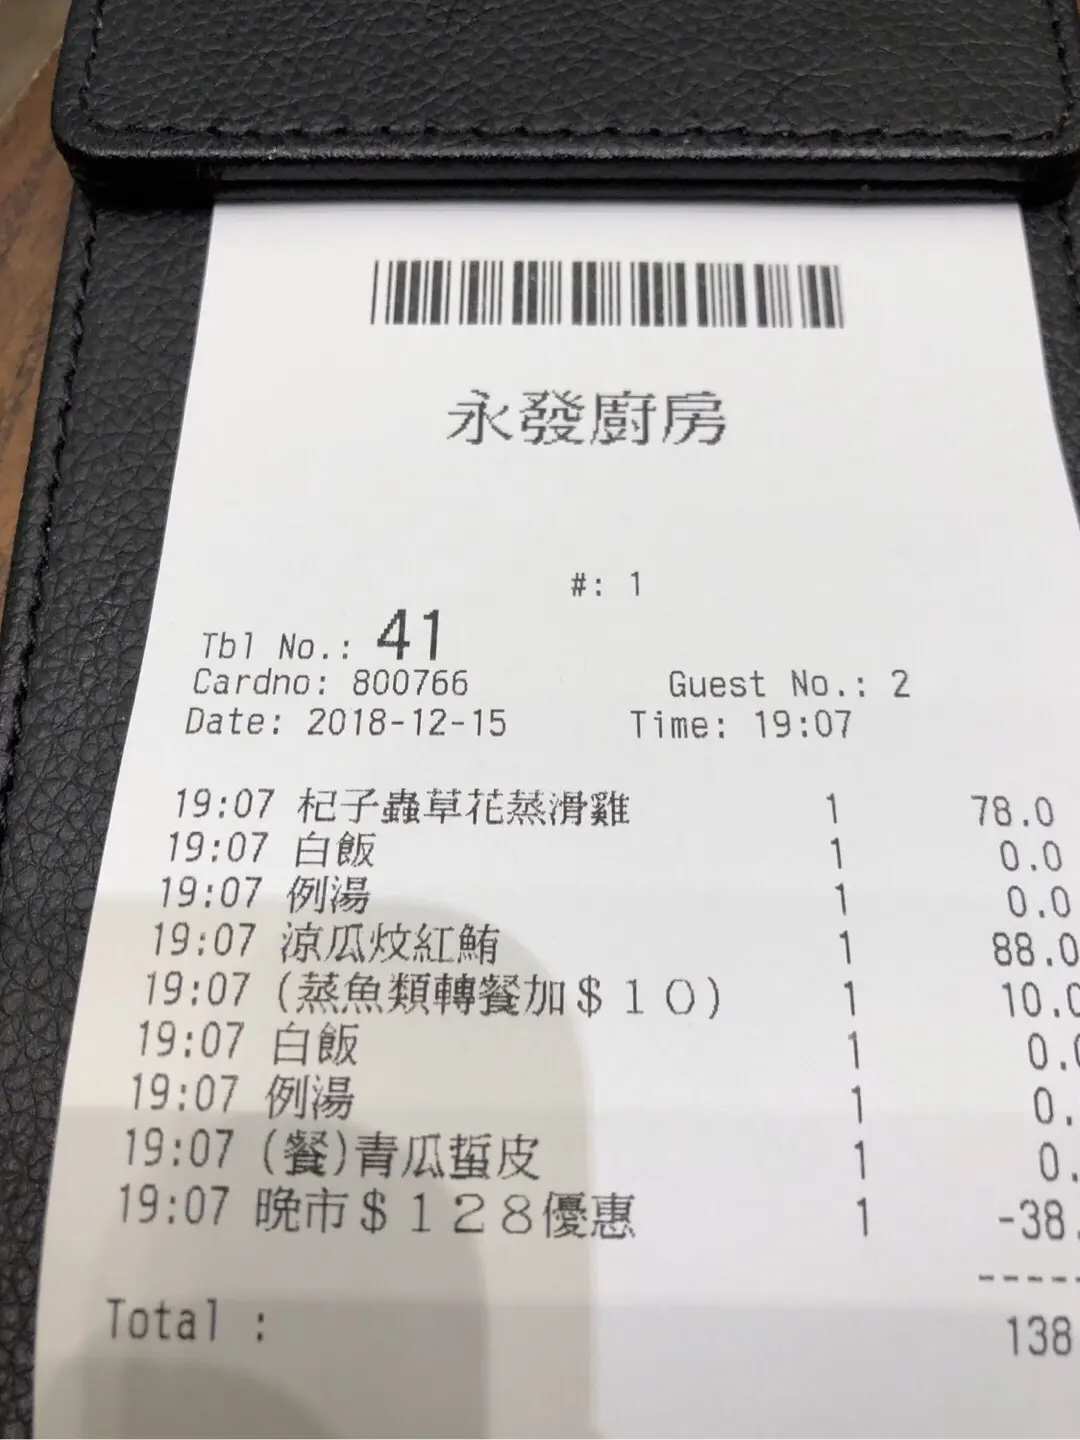 永發廚房
#: 1
Tbl No.: 41
Cardno: 800766 Guest No.: 2
Date: 2018-12-15 Time: 19:07
19:07 杞子蟲草花蒸滑雞 1 78.0
19:07 白飯 1 0.0
19:07 例湯 1 0.0
19:07 涼瓜炆紅鮪 1 88.0
19:07 (蒸魚類轉餐加$10) 1 10.0
19:07 白飯 1 0.0
19:07 例湯 1 0.
19:07 (餐)青瓜蜇皮 1 0.
19:07 晚市$128優惠 1 -38.
-----
Total : 138